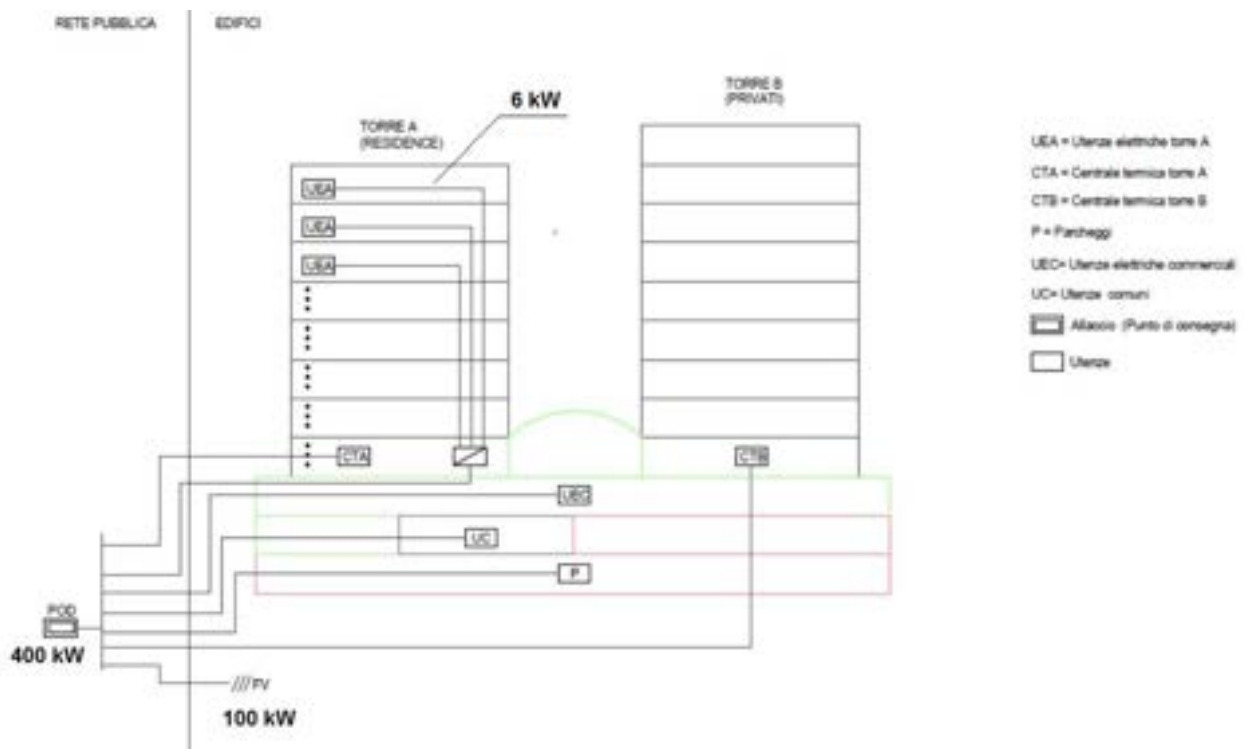 RETE PUBBLICA
EDIFICI
6 kW
TORRE A
(RESIDENCE)
TORRE B
(PRIVATI)
UEA
UEA
UEA
CTA
CTB
UEC
UC
P
POD
400 kW
//// PV
100 kW
UEA = Utenze elettriche torre A
CTA = Centrale termica torre A
CTB = Centrale termica torre B
P = Parcheggi
UEC= Utenze elettriche commerciali
UC= Utenze comuni
Allaccio (Punto di consegna)
Utenze